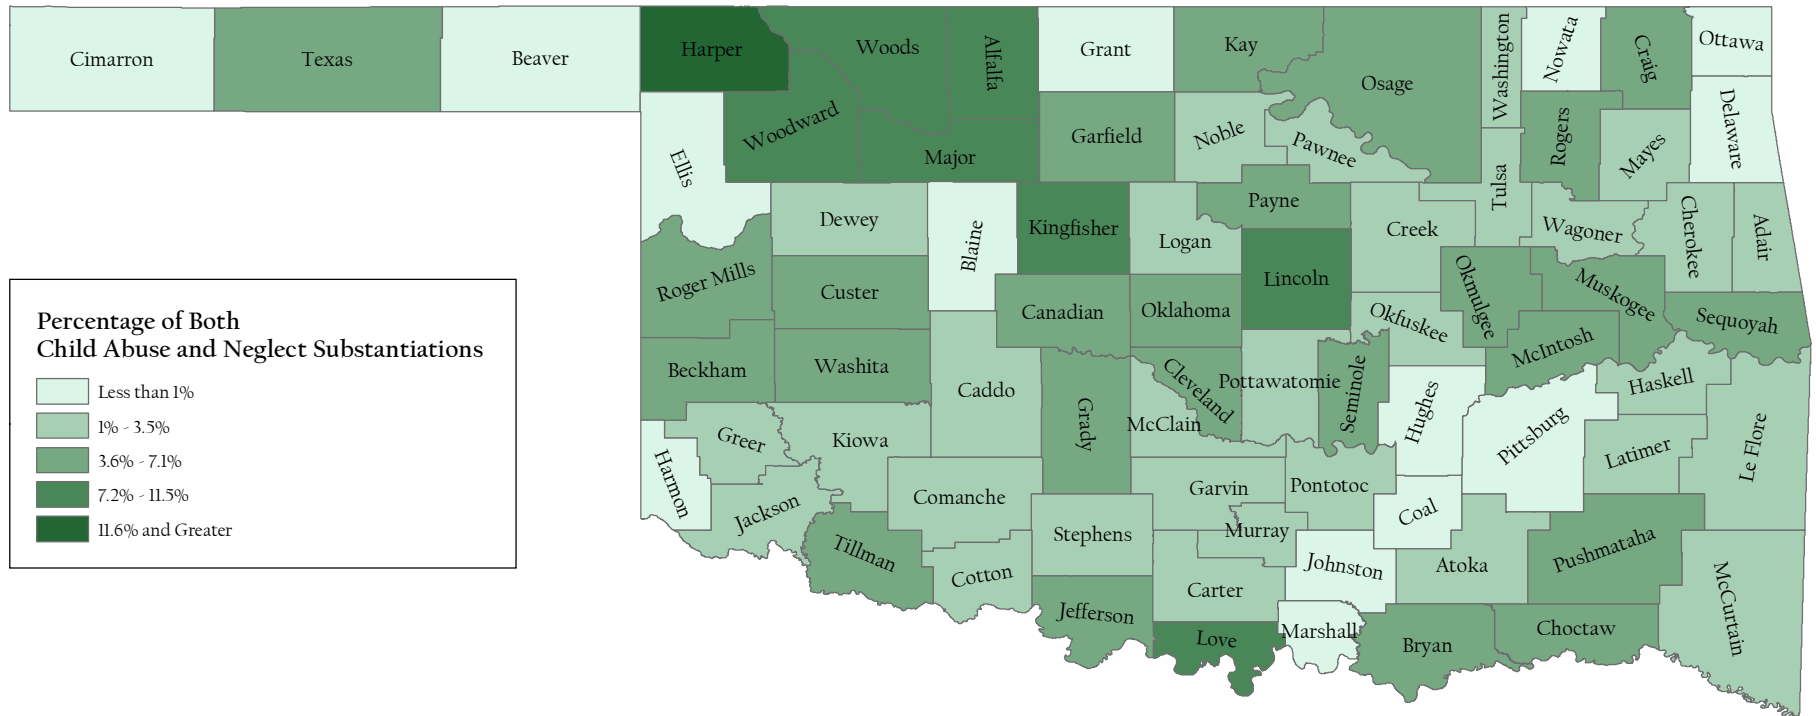 Cimarron
Texas
Beaver
Harper
Woods
Alfalfa
Grant
Kay
Osage
Washington
Nowata
Craig
Ottawa
Delaware
Ellis
Woodward
Major
Garfield
Noble
Pawnee
Rogers
Mayes
Dewey
Blaine
Kingfisher
Logan
Payne
Creek
Tulsa
Wagoner
Cherokee
Adair
Roger Mills
Custer
Canadian
Oklahoma
Lincoln
Okfuskee
Okmulgee
Muskogee
Sequoyah
McIntosh
Beckham
Washita
Caddo
Grady
McClain
Cleveland
Pottawatomie
Seminole
Hughes
Pittsburg
Haskell
Latimer
Le Flore
Harmon
Greer
Kiowa
Jackson
Comanche
Tillman
Cotton
Stephens
Garvin
Murray
Pontotoc
Coal
Johnston
Atoka
Pushmataha
McCurtain
Jefferson
Carter
Love
Marshall
Bryan
Choctaw
Percentage of Both
Child Abuse and Neglect Substantiations
Less than 1%
1% - 3.5%
3.6% - 7.1%
7.2% - 11.5%
11.6% and Greater